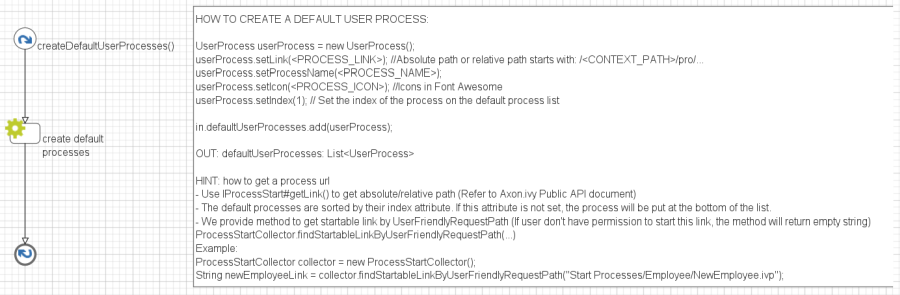 HOW TO CREATE A DEFAULT USER PROCESS:
createDefaultUserProcesses()
UserProcess userProcess = new UserProcess();
userProcess.setLink(<PROCESS_LINK>); //Absolute path or relative path starts with: /<CONTEXT_PATH>/pro/...
userProcess.setProcessName(<PROCESS_NAME>);
userProcess.setIcon(<PROCESS_ICON>); //Icons in Font Awesome
userProcess.setIndex(1); // Set the index of the process on the default process list
in.defaultUserProcesses.add(userProcess);
create default
processes
OUT: defaultUserProcesses: List<UserProcess>
HINT: how to get a process url
- Use IProcessStart#getLink() to get absolute/relative path (Refer to Axon.ivy Public API document)
- The default processes are sorted by their index attribute. If this attribute is not set, the process will be put at the bottom of the list.
- We provide method to get startable link by UserFriendlyRequestPath (If user don't have permission to start this link, the method will return empty string)
ProcessStartCollector.findStartableLinkByUserFriendlyRequestPath(...)
Example:
ProcessStartCollector collector = new ProcessStartCollector();
String newEmployeeLink = collector.findStartableLinkByUserFriendlyRequestPath("Start Processes/Employee/NewEmployee.ivp");